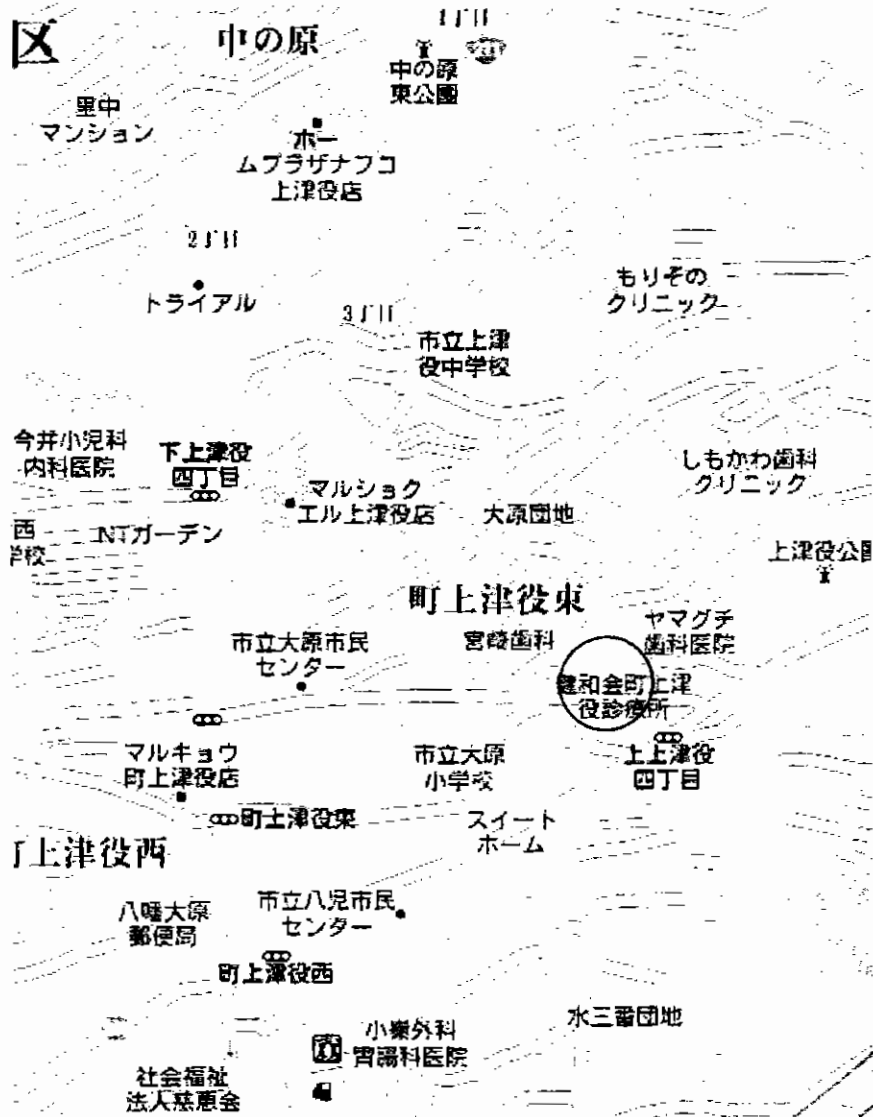 1丁目
区
中の原
中の原
東公園
里中
マンション
ホー
ムプラザナフコ
上津役店
2丁目
トライアル
もりその
クリニック
3丁目
市立上津
役中学校
今井小児科
内科医院
下上津役
四丁目
しもかわ歯科
クリニック
マルショク
エル上津役店
大原団地
西
学校
NTガーデン
上津役公園
町上津役東
ヤマグチ
歯科医院
宮崎歯科
市立大原市民
センター
健和会町上津
役診療所
マルキョウ
町上津役店
市立大原
小学校
上上津役
四丁目
町上津役東
スイート
ホーム
町上津役西
八幡大原
郵便局
市立八児市民
センター
町上津役西
水三番団地
小嶺外科
胃腸科医院
社会福祉
法人慈恵会